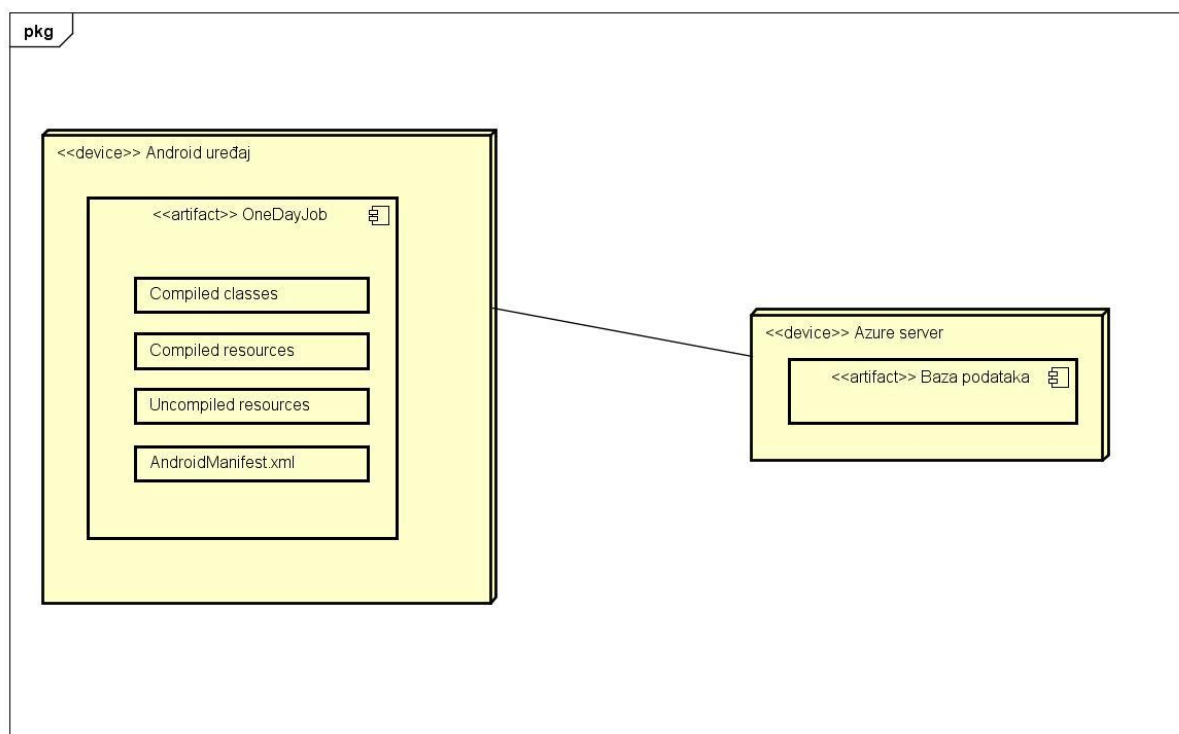 pkg
<<device>> Android uređaj
<<artifact>> OneDayJob
Compiled classes
Compiled resources
Uncompiled resources
AndroidManifest.xml
<<device>> Azure server
<<artifact>> Baza podataka